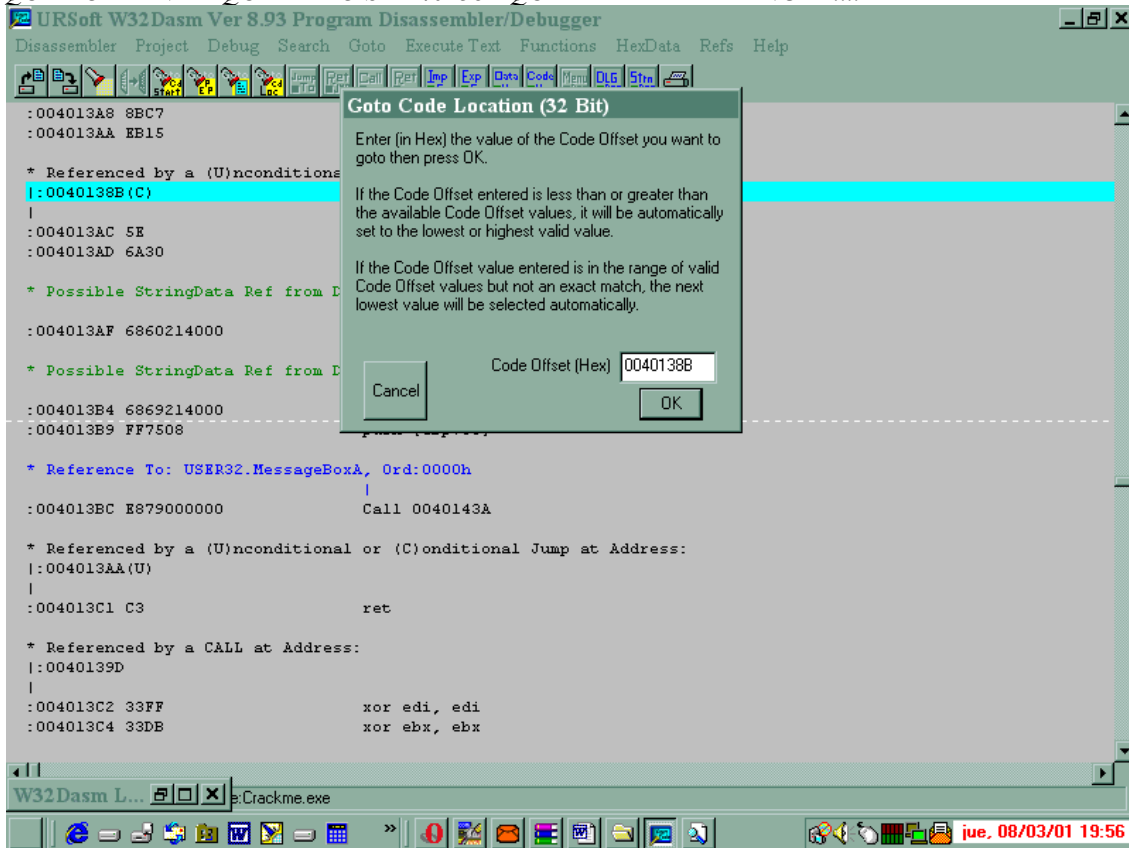 URSoft W32Dasm Ver 8.93 Program Disassembler/Debugger
Disassembler Project Debug Search Goto Execute Text Functions HexData Refs Help
Imp Exp Data Code Menu DLG Strn
:004013A8 8BC7
:004013AA EB15
* Referenced by a (U)nconditiona
|:0040138B(C)
|
:004013AC 5E
:004013AD 6A30
* Possible StringData Ref from D
:004013AF 6860214000
* Possible StringData Ref from D
:004013B4 6869214000
:004013B9 FF7508
* Reference To: USER32.MessageBoxA, Ord:0000h
|
:004013BC E879000000 Call 0040143A
* Referenced by a (U)nconditional or (C)onditional Jump at Address:
|:004013AA(U)
|
:004013C1 C3 ret
* Referenced by a CALL at Address:
|:0040139D
|
:004013C2 33FF xor edi, edi
:004013C4 33DB xor ebx, ebx
Goto Code Location (32 Bit)
Enter (in Hex) the value of the Code Offset you want to
goto then press OK.
If the Code Offset entered is less than or greater than
the available Code Offset values, it will be automatically
set to the lowest or highest valid value.
If the Code Offset value entered is in the range of valid
Code Offset values but not an exact match, the next
lowest value will be selected automatically.
Code Offset (Hex) 0040138B
Cancel
OK
W32Dasm L... e:Crackme.exe
jue, 08/03/01 19:56